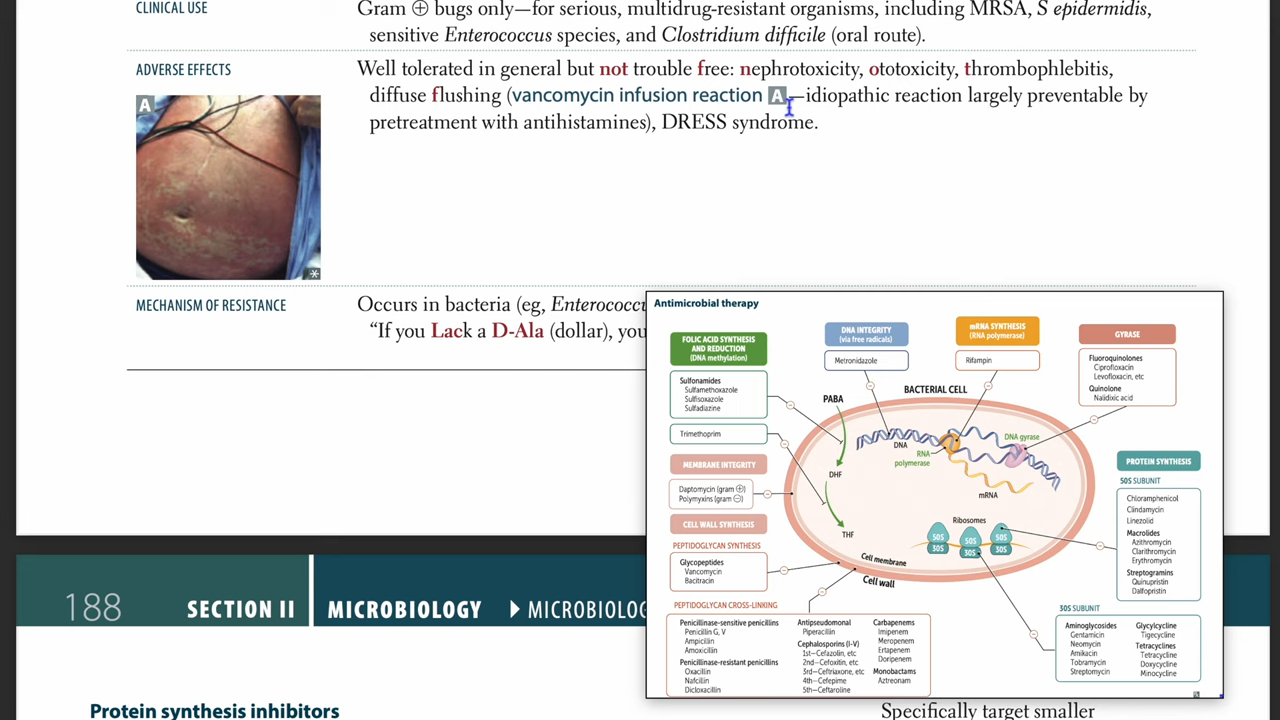 CLINICAL USE
Gram ⊕ bugs only—for serious, multidrug-resistant organisms, including MRSA, S epidermidis,
sensitive Enterococcus species, and Clostridium difficile (oral route).
ADVERSE EFFECTS
Well tolerated in general but not trouble free: nephrotoxicity, ototoxicity, thrombophlebitis,
diffuse flushing (vancomycin infusion reaction A—idiopathic reaction largely preventable by
pretreatment with antihistamines), DRESS syndrome.
A
MECHANISM OF RESISTANCE
Occurs in bacteria (eg,
"If you Lack a D-Ala (dollar), you
Antimicrobial therapy
FOLIC ACID SYNTHESIS
AND REDUCTION
(DNA methylation)
Sulfonamides
Sulfamethoxazole
Sulfisoxazole
Sulfadiazine
Trimethoprim
MEMBRANE INTEGRITY
Daptomycin (gram ⊕)
Polymyxins (gram ⊖)
CELL WALL SYNTHESIS
PEPTIDOGLYCAN SYNTHESIS
Glycopeptides
Vancomycin
Bacitracin
PEPTIDOGLYCAN CROSS-LINKING
Penicillinase-sensitive penicillins
Penicillin G, V
Ampicillin
Amoxicillin
Penicillinase-resistant penicillins
Oxacillin
Nafcillin
Dicloxacillin
Antipseudomonal
Piperacillin
Cephalosporins (I-V)
1st—Cefazolin, etc
2nd—Cefoxitin, etc
3rd—Ceftriaxone, etc
4th—Cefepime
5th—Ceftaroline
Carbapenems
Imipenem
Meropenem
Ertapenem
Doripenem
Monobactams
Aztreonam
DNA INTEGRITY
(via free radicals)
Metronidazole
mRNA SYNTHESIS
(RNA polymerase)
Rifampin
GYRASE
Fluoroquinolones
Ciprofloxacin
Levofloxacin, etc
Quinolone
Nalidixic acid
BACTERIAL CELL
PABA
DHF
THF
DNA
RNA
polymerase
DNA gyrase
mRNA
Ribosomes
50S
30S
50S
30S
50S
30S
Cell membrane
Cell wall
PROTEIN SYNTHESIS
50S SUBUNIT
Chloramphenicol
Clindamycin
Linezolid
Macrolides
Azithromycin
Clarithromycin
Erythromycin
Streptogramins
Quinupristin
Dalfopristin
30S SUBUNIT
Aminoglycosides
Gentamicin
Neomycin
Amikacin
Tobramycin
Streptomycin
Glycylcycline
Tigecycline
Tetracyclines
Tetracycline
Doxycycline
Minocycline
188 SECTION II MICROBIOLOGY ▶ MICROBIOLOG
Protein synthesis inhibitors
Specifically target smaller